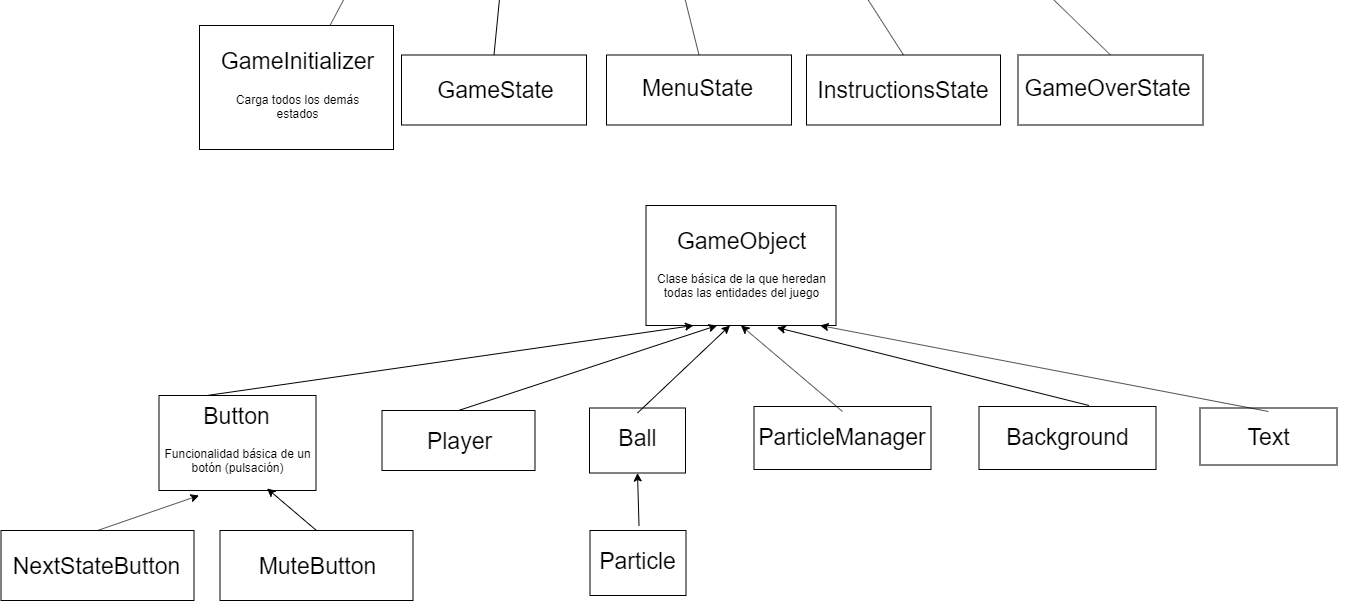 GameInitializer
Carga todos los demás
estados
GameState
MenuState
InstructionsState
GameOverState
GameObject
Clase básica de la que heredan
todas las entidades del juego
Button
Funcionalidad básica de un
botón (pulsación)
Player
Ball
ParticleManager
Background
Text
NextStateButton
MuteButton
Particle